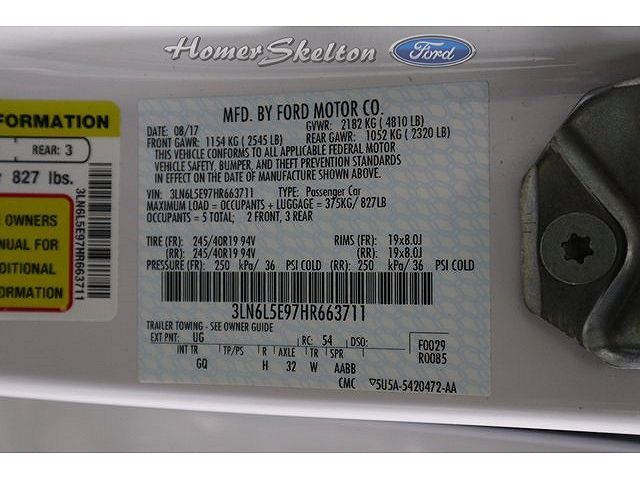 Homer Skelton Ford
FORMATION
REAR: 3
r 827 lbs.
E OWNERS
NUAL FOR
DITIONAL
ORMATION
3LN6L5E97HR663711
MFD. BY FORD MOTOR CO.
DATE: 08/17 GVWR: 2182 KG ( 4810 LB)
FRONT GAWR: 1154 KG ( 2545 LB) REAR GAWR: 1052 KG ( 2320 LB)
THIS VEHICLE CONFORMS TO ALL APPLICABLE FEDERAL MOTOR
VEHICLE SAFETY, BUMPER, AND THEFT PREVENTION STANDARDS
IN EFFECT ON THE DATE OF MANUFACTURE SHOWN ABOVE.
VIN: 3LN6L5E97HR663711 TYPE: Passenger Car
MAXIMUM LOAD = OCCUPANTS + LUGGAGE = 375KG/827LB
OCCUPANTS = 5 TOTAL; 2 FRONT, 3 REAR
TIRE (FR): 245/40R19 94V RIMS (FR): 19x8.0J
(RR): 245/40R19 94V (RR): 19x8.0J
PRESSURE (FR): 250 kPa/ 36 PSI COLD (RR): 250 kPa/ 36 PSI COLD
3LN6L5E97HR663711
TRAILER TOWING - SEE OWNER GUIDE
EXT PNT: UG RC: 54 DSO: F0029
INT TR TP/PS R AXLE TR SPR R0085
GQ H 32 W AABB
CMC 5U5A-5420472-AA